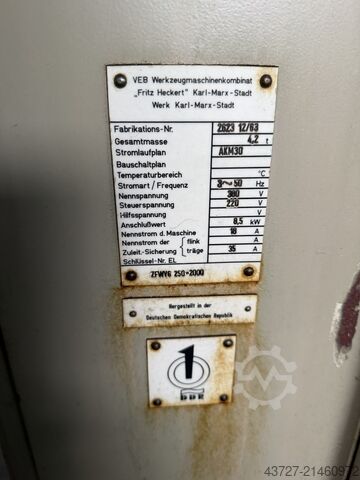 VEB Werkzeugmaschinenkombinat
„Fritz Heckert" Karl-Marx-Stadt
Werk Karl-Marx-Stadt
Fabrikations-Nr. 2623 12/63
Gesamtmasse 4,2 t
Stromlaufplan AKM30
Bauschaltplan
Temperaturbereich °C
Stromart / Frequenz 3~50 Hz
Nennspannung 380 V
Steuerspannung 220 V
Hilfsspannung V
Anschlußwert 8,5 kW
Nennstrom d. Maschine 18 A
Nennstrom der flink A
Zuleit.-Sicherung träge 35 A
Schlüssel-Nr. EL
ZFWVG 250×2000
Hergestellt in der
Deutschen Demokratischen Republik
1
DDR
43727-21460972